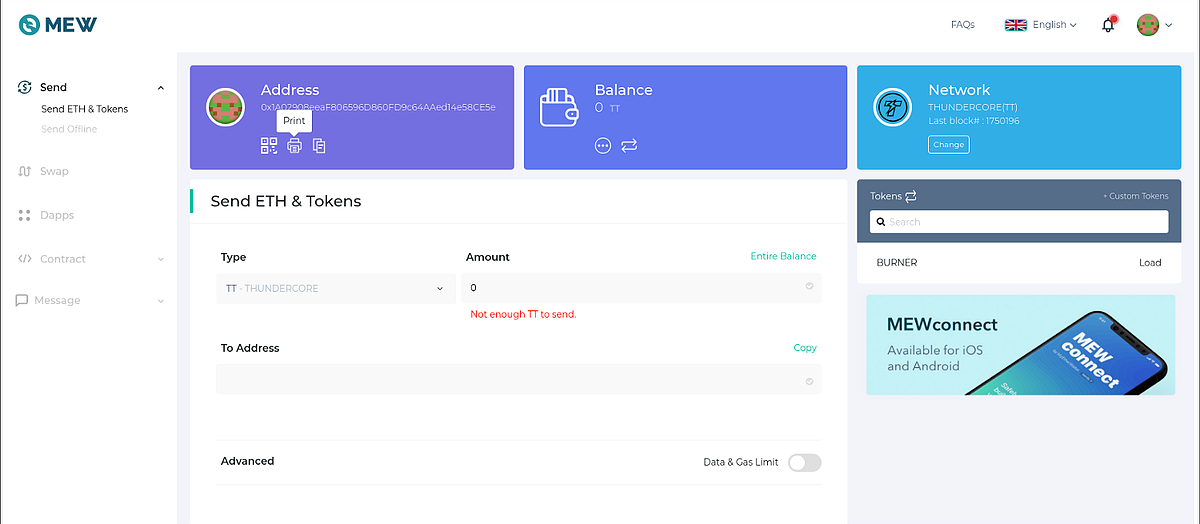 MEW
FAQs
English
Send
Send ETH & Tokens
Send Offline
Swap
Dapps
Contract
Message
Address
0x1A02908eeaF806596D860FD9c64AAed14e58CE5e
Print
Balance
0 TT
Network
THUNDERCORE(TT)
Last block# : 1750196
Change
Send ETH & Tokens
Type
Amount
Entire Balance
TT - THUNDERCORE
0
Not enough TT to send.
To Address
Copy
Advanced
Data & Gas Limit
Tokens
+ Custom Tokens
Search
BURNER
Load
MEWconnect
Available for iOS
and Android
MEW
connect